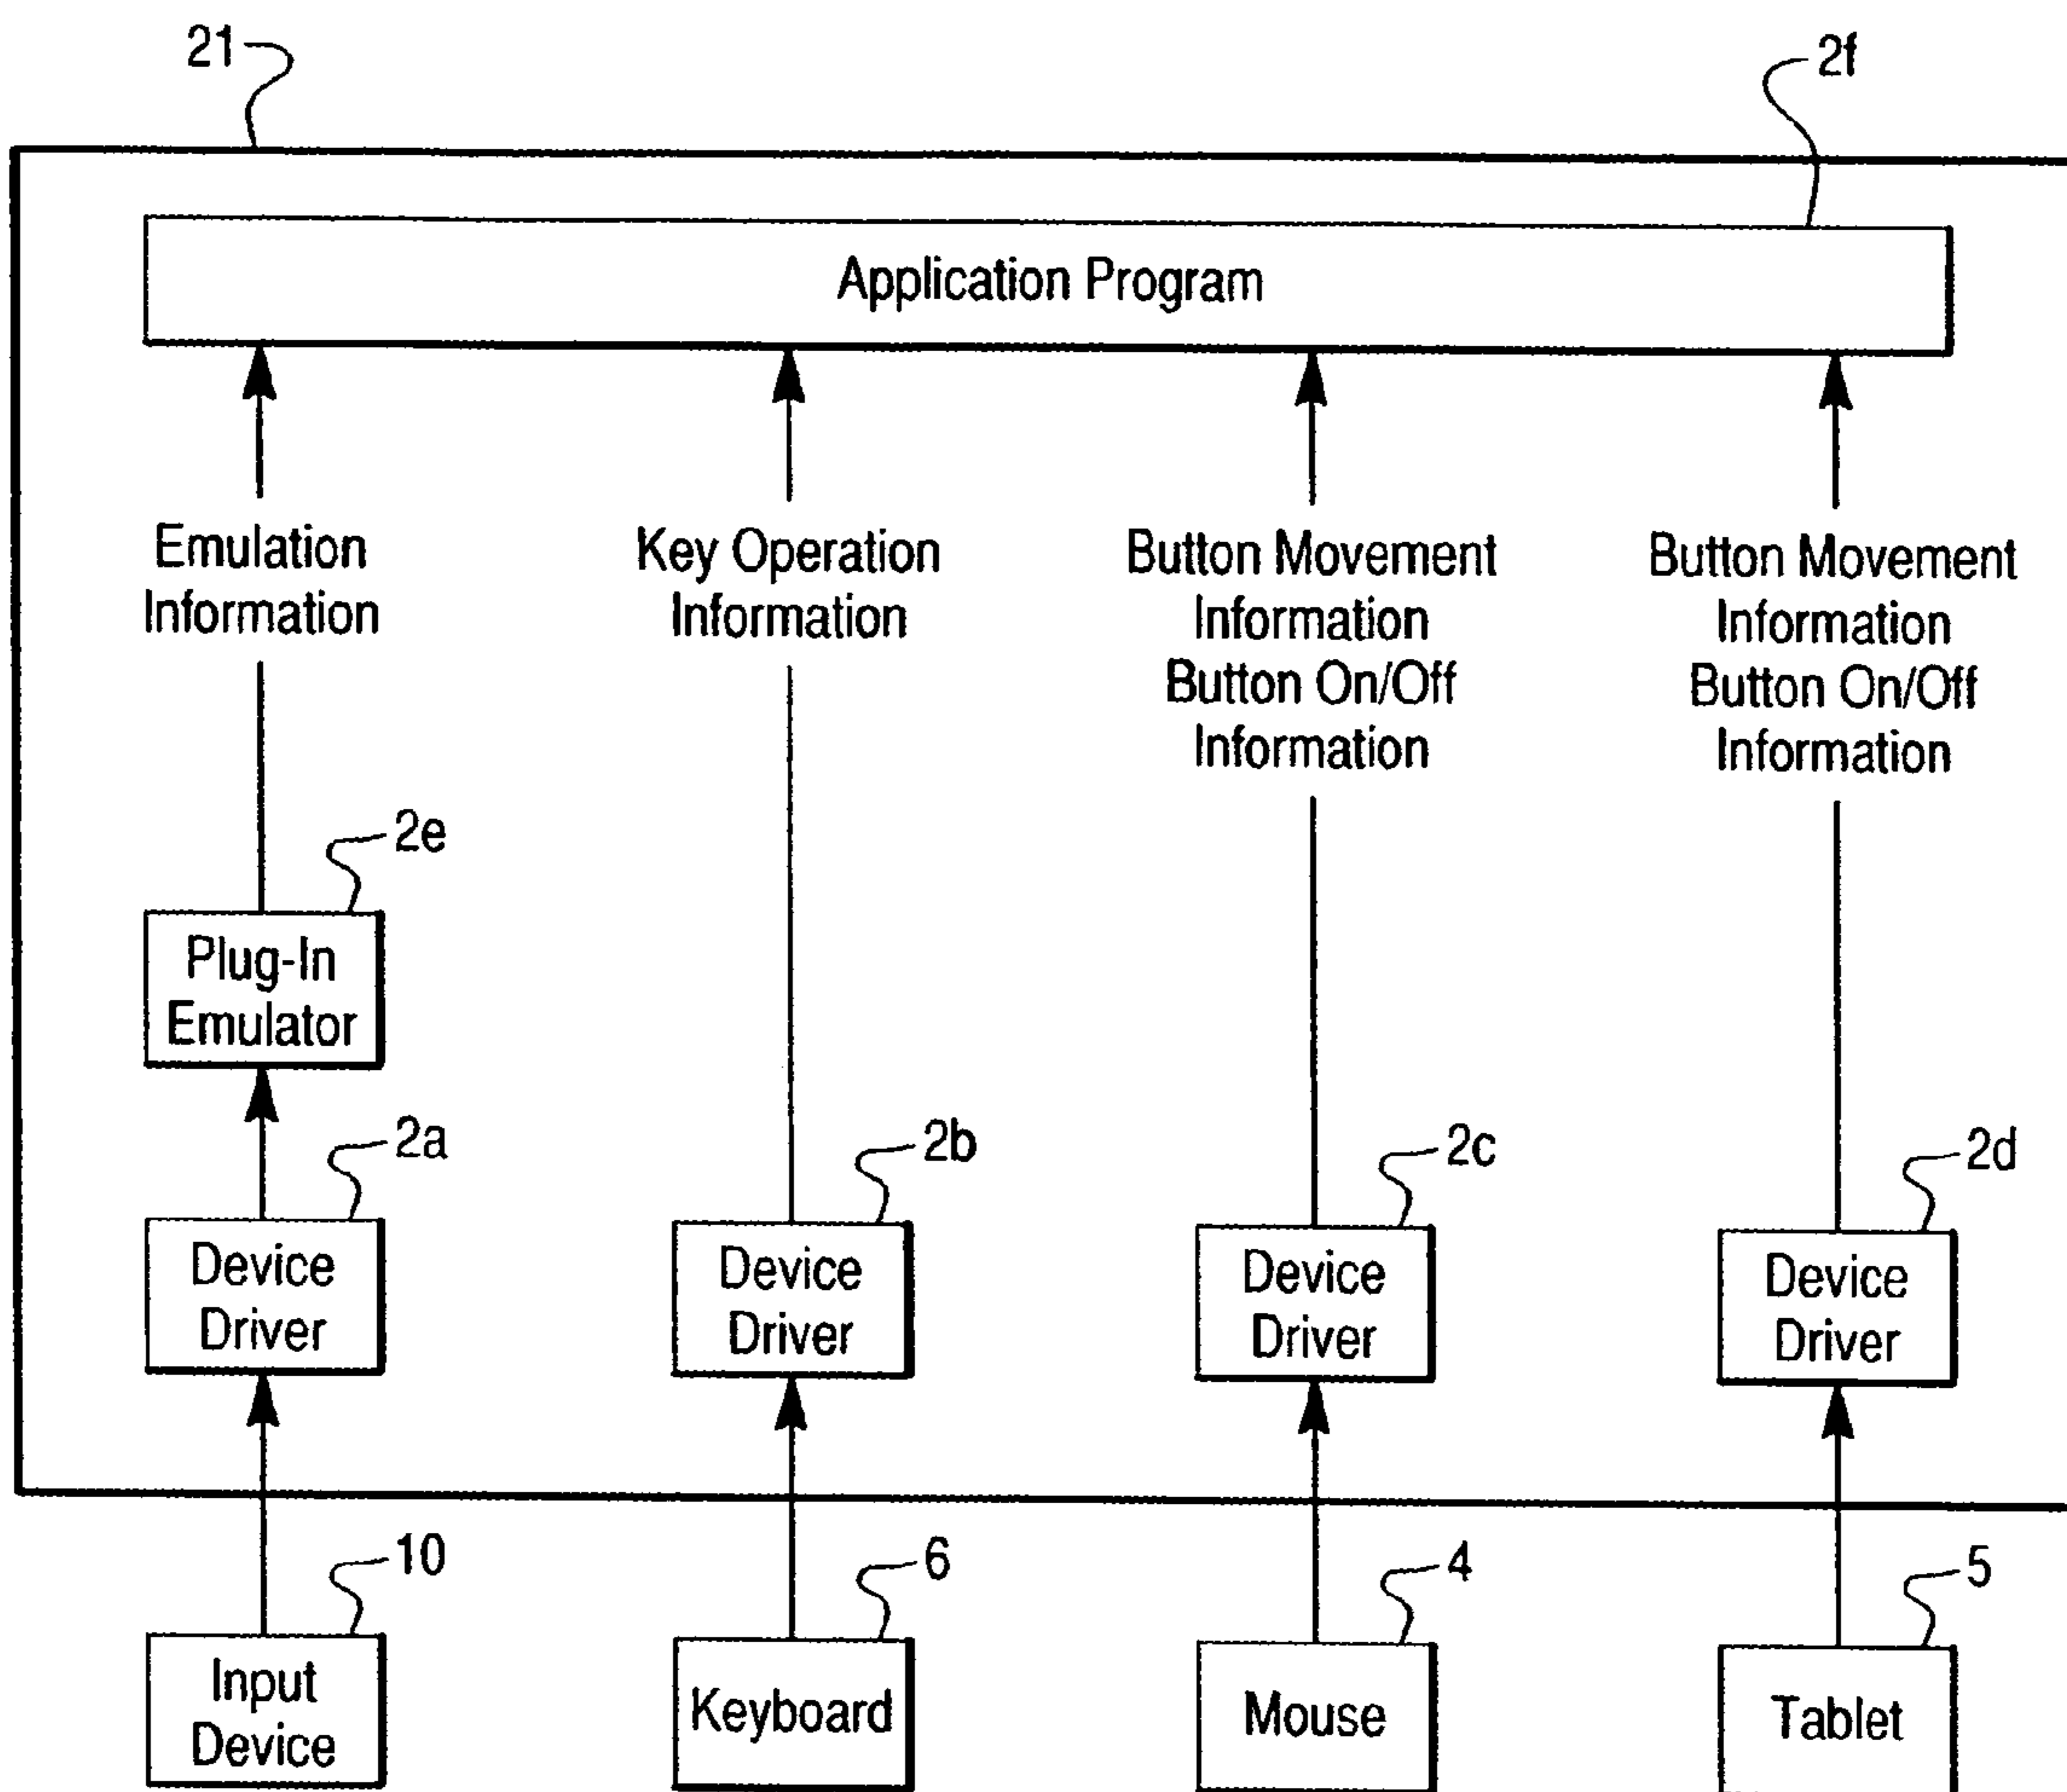 21
2f
Application Program
Emulation
Information
Key Operation
Information
Button Movement
Information
Button On/Off
Information
Button Movement
Information
Button On/Off
Information
2e
Plug-In
Emulator
2a
2b
2c
2d
Device
Driver
Device
Driver
Device
Driver
Device
Driver
10
6
4
5
Input
Device
Keyboard
Mouse
Tablet